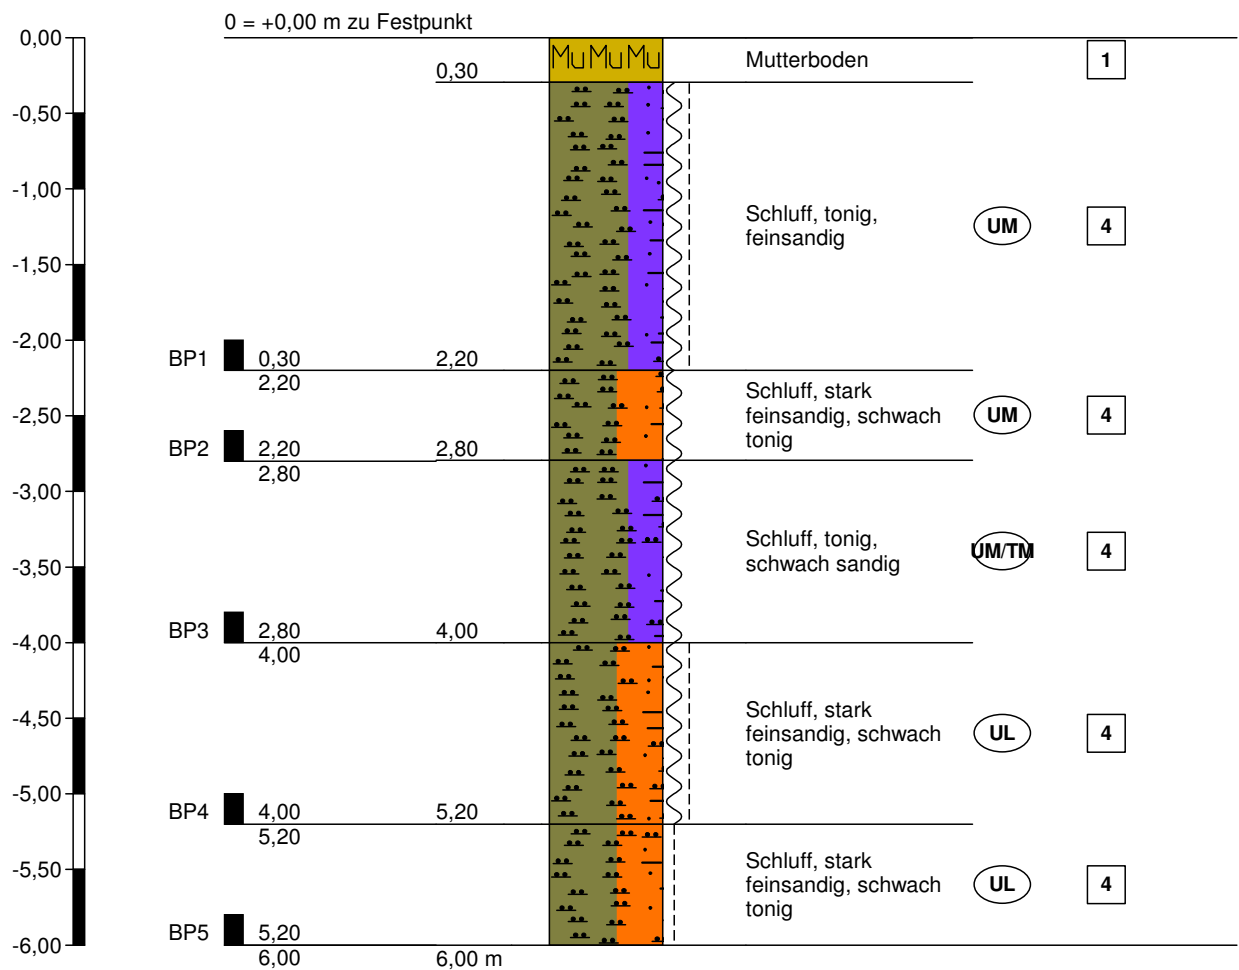 0 = +0,00 m zu Festpunkt
0,00
Mu Mu Mu
Mutterboden
1
0,30
-0,50
-1,00
Schluff, tonig,
feinsandig
UM
4
-1,50
-2,00
BP1
0,30
2,20
2,20
-2,50
Schluff, stark
feinsandig, schwach
tonig
UM
4
BP2
2,20
2,80
2,80
-3,00
-3,50
Schluff, tonig,
schwach sandig
UM/TM
4
BP3
2,80
4,00
4,00
-4,00
-4,50
Schluff, stark
feinsandig, schwach
tonig
UL
4
-5,00
BP4
4,00
5,20
5,20
-5,50
Schluff, stark
feinsandig, schwach
tonig
UL
4
BP5
5,20
6,00
6,00 m
-6,00